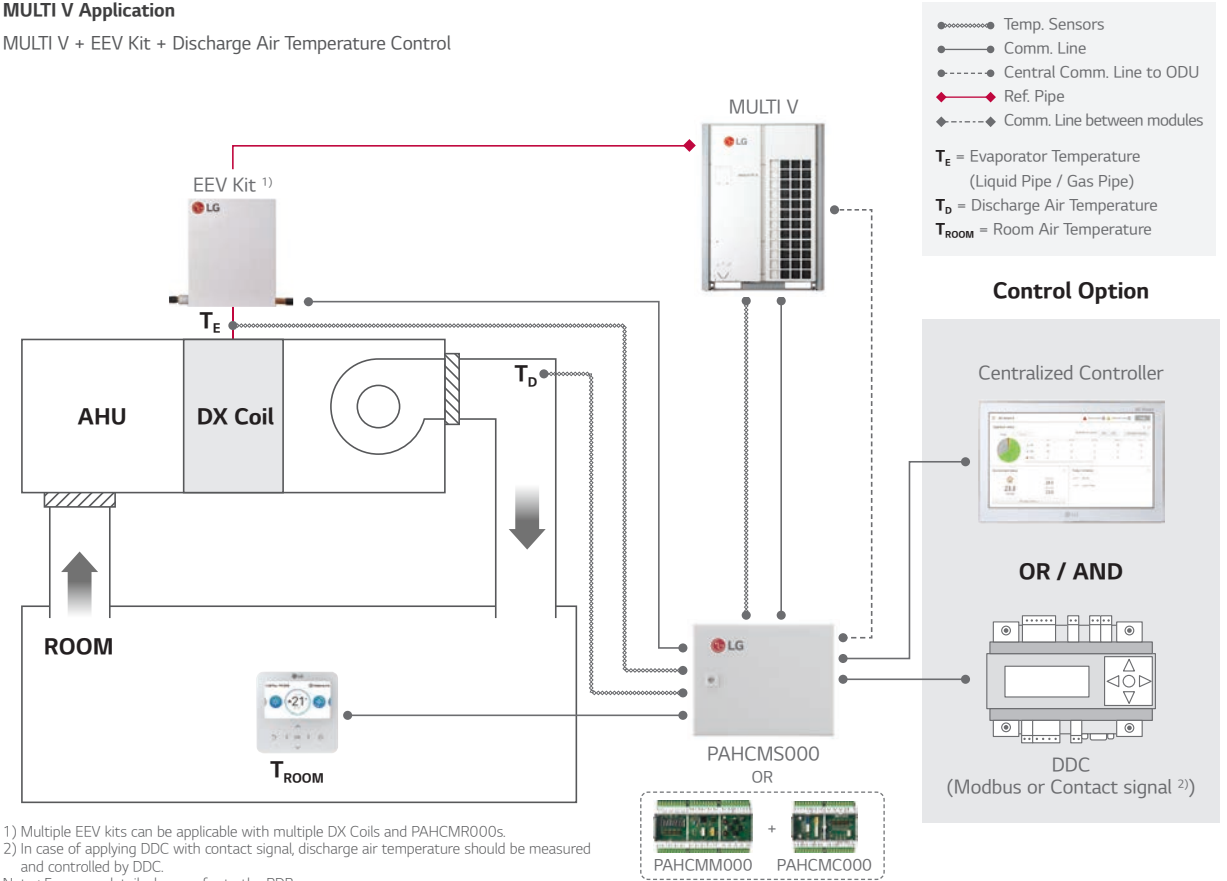 MULTI V Application
MULTI V + EEV Kit + Discharge Air Temperature Control
Temp. Sensors
Comm. Line
Central Comm. Line to ODU
Ref. Pipe
Comm. Line between modules
TE = Evaporator Temperature
(Liquid Pipe / Gas Pipe)
TD = Discharge Air Temperature
TROOM = Room Air Temperature
MULTI V
LG
EEV Kit 1)
LG
TE
AHU
DX Coil
TD
ROOM
21
TROOM
LG
PAHCMS000
OR
PAHCMM000
+
PAHCMC000
Control Option
Centralized Controller
23.0
LG
OR / AND
DDC
(Modbus or Contact signal 2))
1) Multiple EEV kits can be applicable with multiple DX Coils and PAHCMR000s.
2) In case of applying DDC with contact signal, discharge air temperature should be measured
and controlled by DDC.